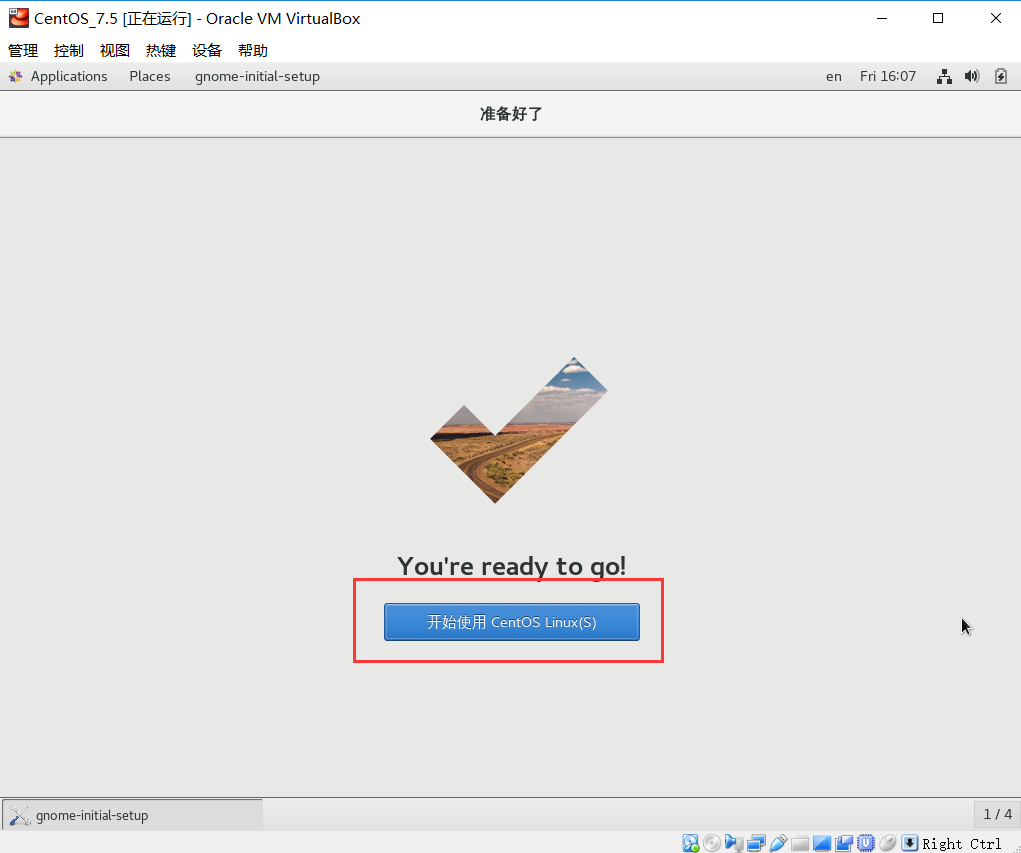 CentOS_7.5 [正在运行] - Oracle VM VirtualBox
管理 控制 视图 热键 设备 帮助
Applications Places gnome-initial-setup en Fri 16:07
准备好了
You're ready to go!
开始使用 CentOS Linux(S)
gnome-initial-setup 1 / 4
Right Ctrl